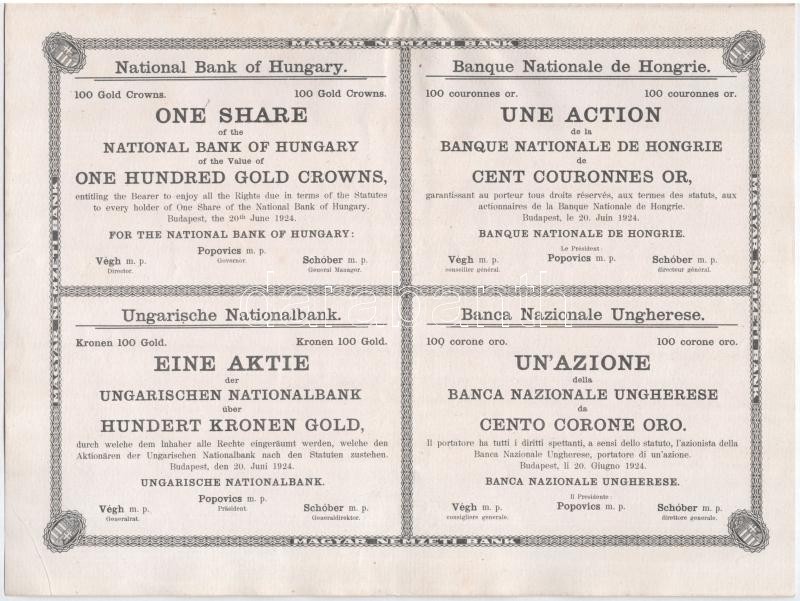 MAGYAR NEMZETI BANK
National Bank of Hungary.
100 Gold Crowns. 100 Gold Crowns.
ONE SHARE
of the
NATIONAL BANK OF HUNGARY
of the Value of
ONE HUNDRED GOLD CROWNS,
entitling the Bearer to enjoy all the Rights due in terms of the Statutes
to every holder of One Share of the National Bank of Hungary.
Budapest, the 20th June 1924.
FOR THE NATIONAL BANK OF HUNGARY:
Popovics m. p.
Governor.
Végh m. p. Schóber m. p.
Director. General Manager.
Banque Nationale de Hongrie.
100 couronnes or. 100 couronnes or.
UNE ACTION
de la
BANQUE NATIONALE DE HONGRIE
de
CENT COURONNES OR,
garantissant au porteur tous droits réservés, aux termes des statuts, aux
actionnaires de la Banque Nationale de Hongrie.
Budapest, le 20. Juin 1924.
BANQUE NATIONALE DE HONGRIE.
Le Président:
Végh m. p. Popovics m. p. Schóber m. p.
conseiller général. directeur général.
Ungarische Nationalbank.
Kronen 100 Gold. Kronen 100 Gold.
EINE AKTIE
der
UNGARISCHEN NATIONALBANK
über
HUNDERT KRONEN GOLD,
durch welche dem Inhaber alle Rechte eingeräumt werden, welche den
Aktionären der Ungarischen Nationalbank nach den Statuten zustehen.
Budapest, den 20. Juni 1924.
UNGARISCHE NATIONALBANK.
Popovics m. p.
Präsident.
Végh m. p. Schóber m. p.
Generalrat. Generaldirektor.
Banca Nazionale Ungherese.
100 corone oro. 100 corone oro.
UN'AZIONE
della
BANCA NAZIONALE UNGHERESE
da
CENTO CORONE ORO.
Il portatore ha tutti i diritti spettanti, a sensi dello statuto, l'azionista della
Banca Nazionale Ungherese, portatore di un'azione.
Budapest, li 20. Giugno 1924.
BANCA NAZIONALE UNGHERESE.
Il Presidente:
Végh m. p. Popovics m. p. Schóber m. p.
consigliere generale. direttore generale.
MAGYAR NEMZETI BANK
MAGYAR NEMZETI BANK
MAGYAR NEMZETI BANK
darabanth